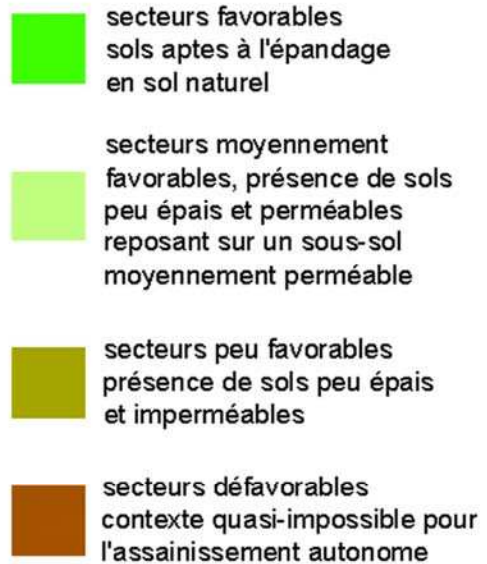 secteurs favorables
sols aptes à l'épandage
en sol naturel
secteurs moyennement
favorables, présence de sols
peu épais et perméables
reposant sur un sous-sol
moyennement perméable
secteurs peu favorables
présence de sols peu épais
et imperméables
secteurs défavorables
contexte quasi-impossible pour
l'assainissement autonome